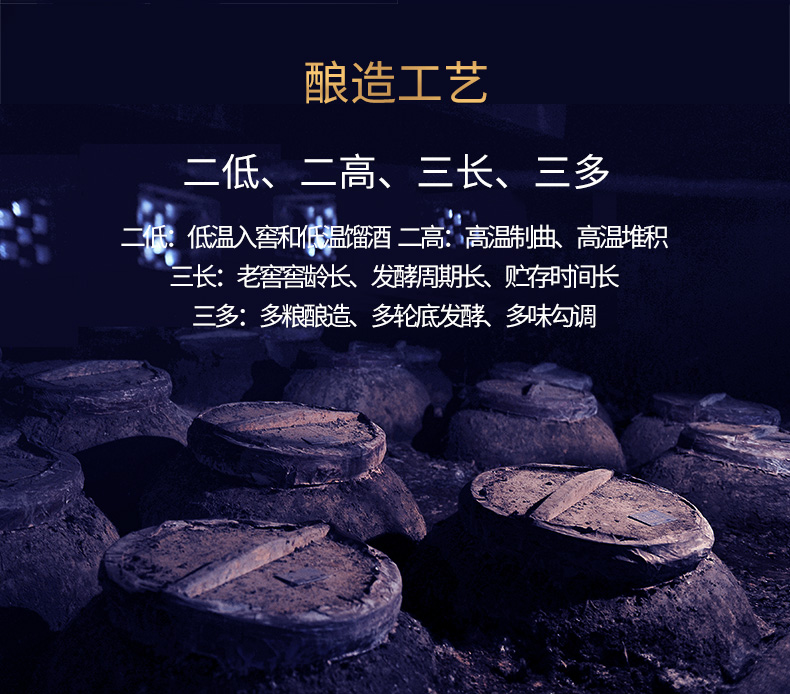 酿造工艺
二低、二高、三长、三多
二低：低温入窖和低温馏酒 二高：高温制曲、高温堆积
三长：老窖窖龄长、发酵周期长、贮存时间长
三多：多粮酿造、多轮底发酵、多味勾调